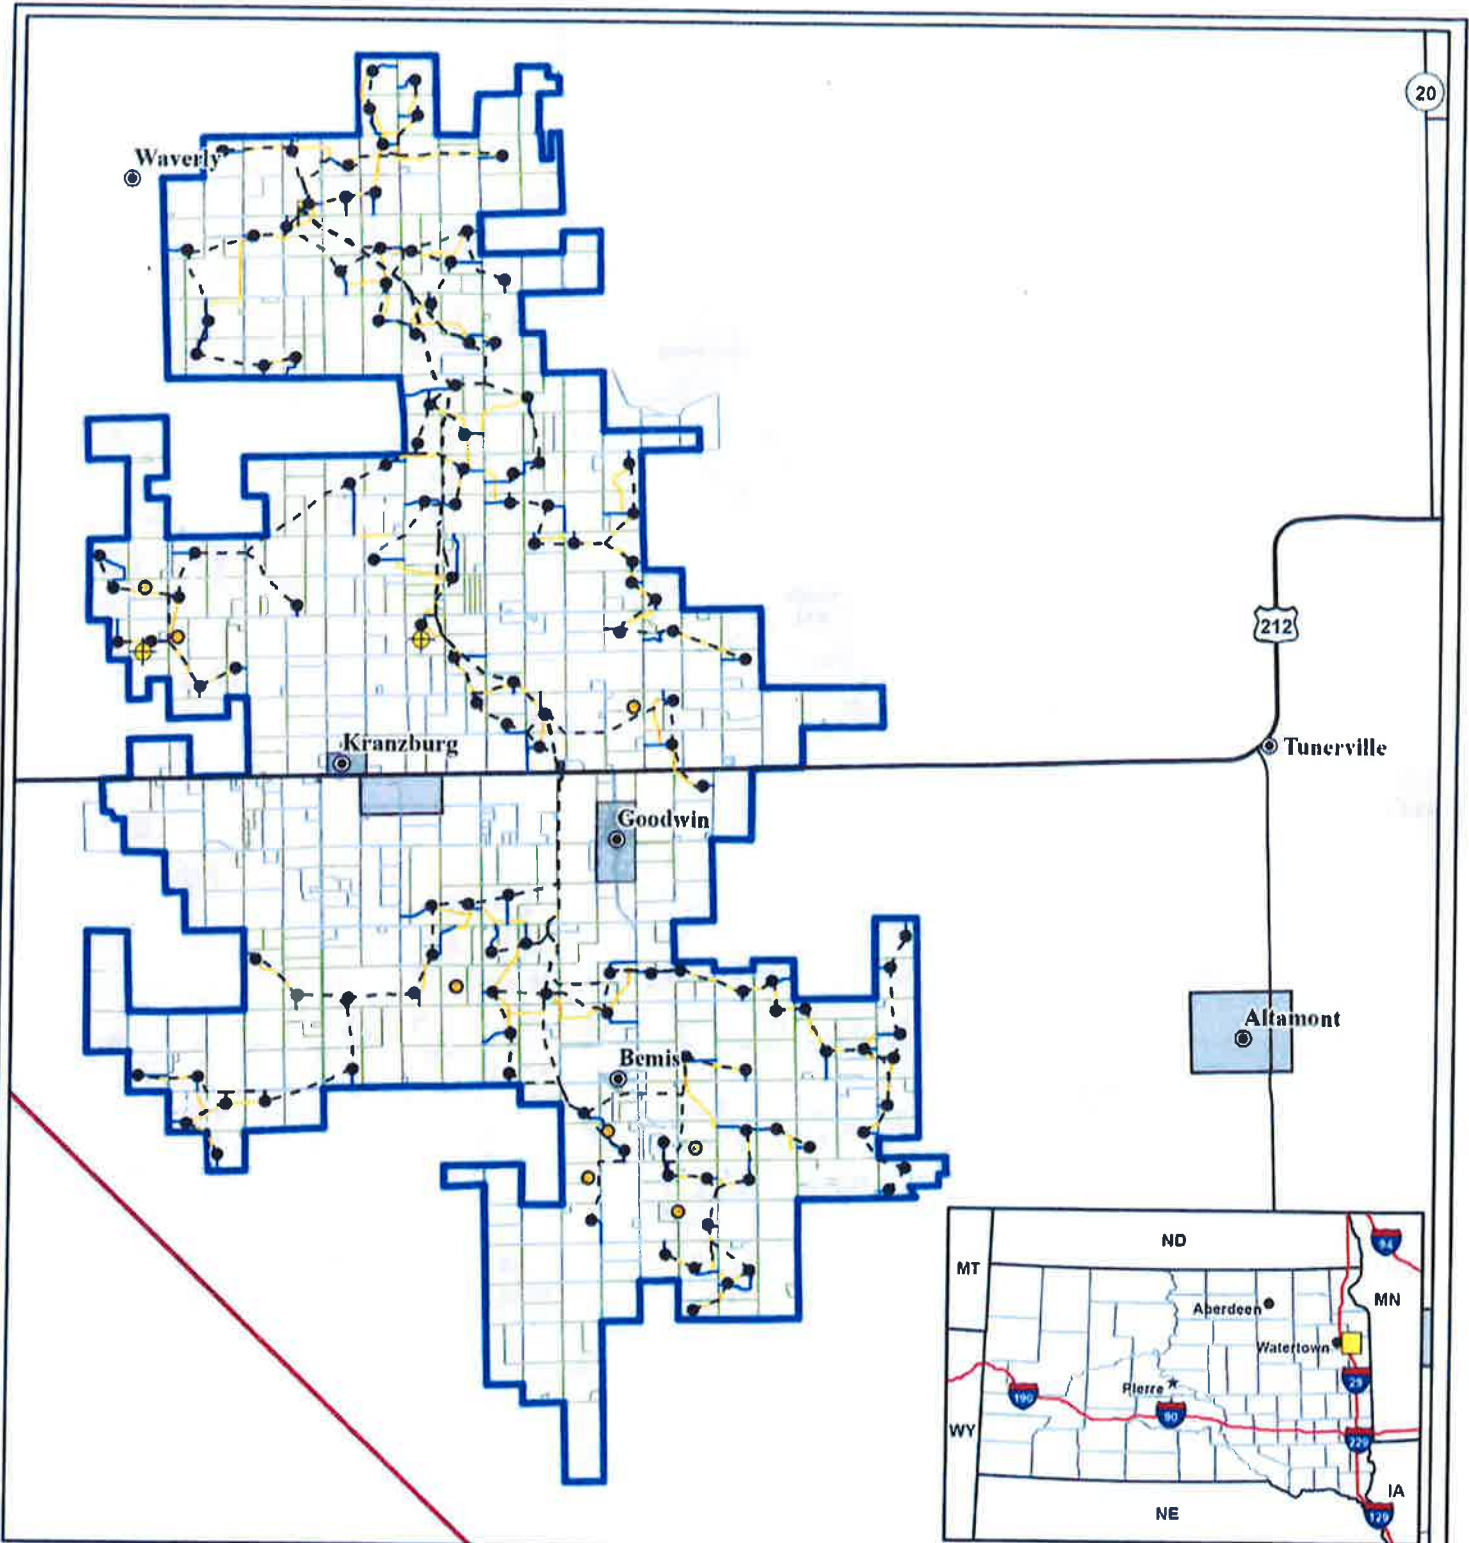 20
Waverly
212
Kranzburg
Tunerville
Goodwin
Altamont
Bemis
ND
94
MT
MN
Aberdeen
Watertown
29
Pierre
190
90
WY
229
IA
NE
129